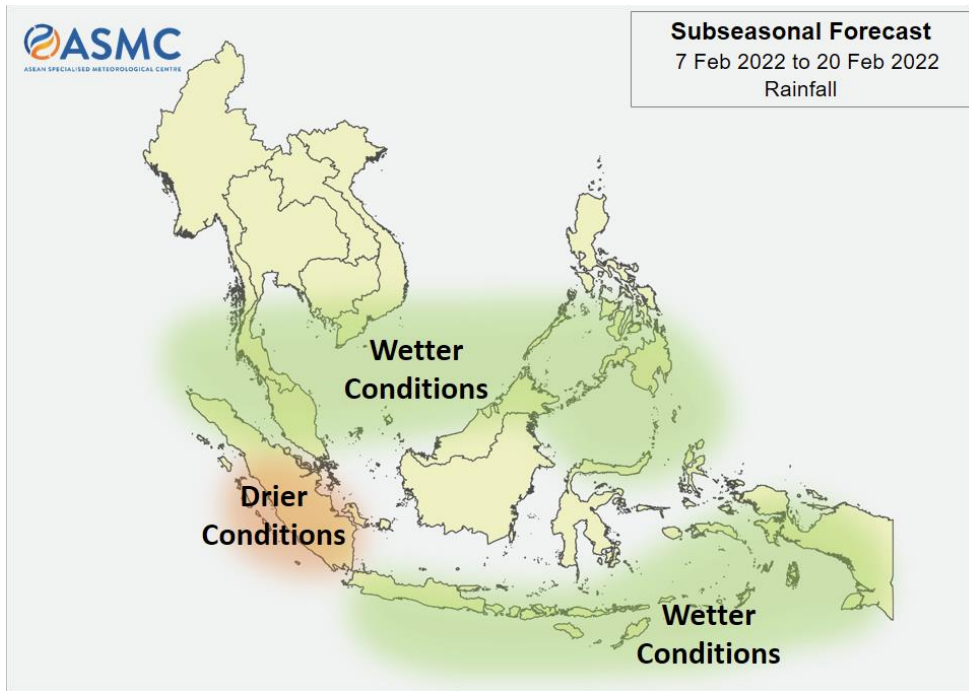 ASMC
ASEAN SPECIALISED METEOROLOGICAL CENTRE
Subseasonal Forecast
7 Feb 2022 to 20 Feb 2022
Rainfall
Wetter
Conditions
Drier
Conditions
Wetter
Conditions